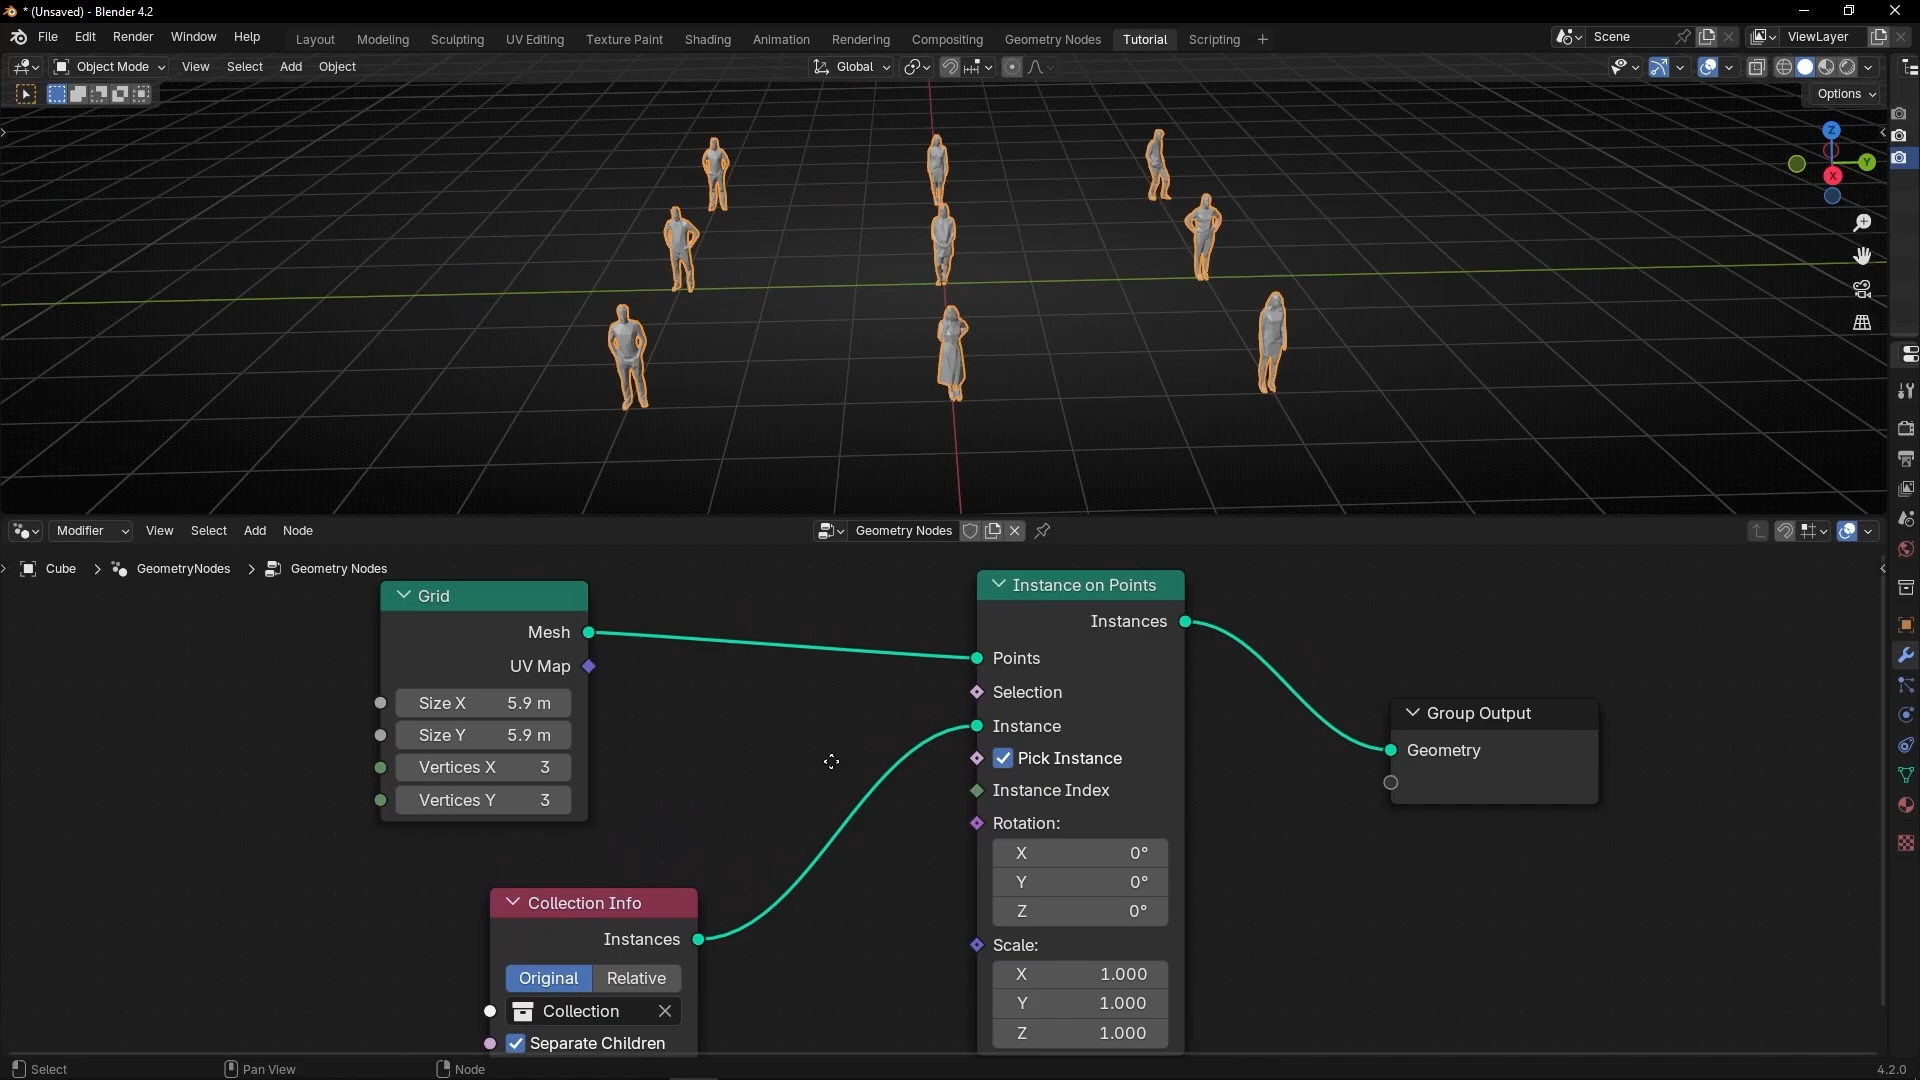 * (Unsaved) - Blender 4.2
File Edit Render Window Help Layout Modeling Sculpting UV Editing Texture Paint Shading Animation Rendering Compositing Geometry Nodes Tutorial Scripting + Scene ViewLayer
Object Mode View Select Add Object Global
Options
Z
Y
X
Modifier View Select Add Node Geometry Nodes
Cube > GeometryNodes > Geometry Nodes
Grid
Mesh
UV Map
Size X 5.9 m
Size Y 5.9 m
Vertices X 3
Vertices Y 3
Collection Info
Instances
Original Relative
Collection
Separate Children
Instance on Points
Instances
Points
Selection
Instance
Pick Instance
Instance Index
Rotation:
X 0°
Y 0°
Z 0°
Scale:
X 1.000
Y 1.000
Z 1.000
Group Output
Geometry
Select Pan View Node 4.2.0